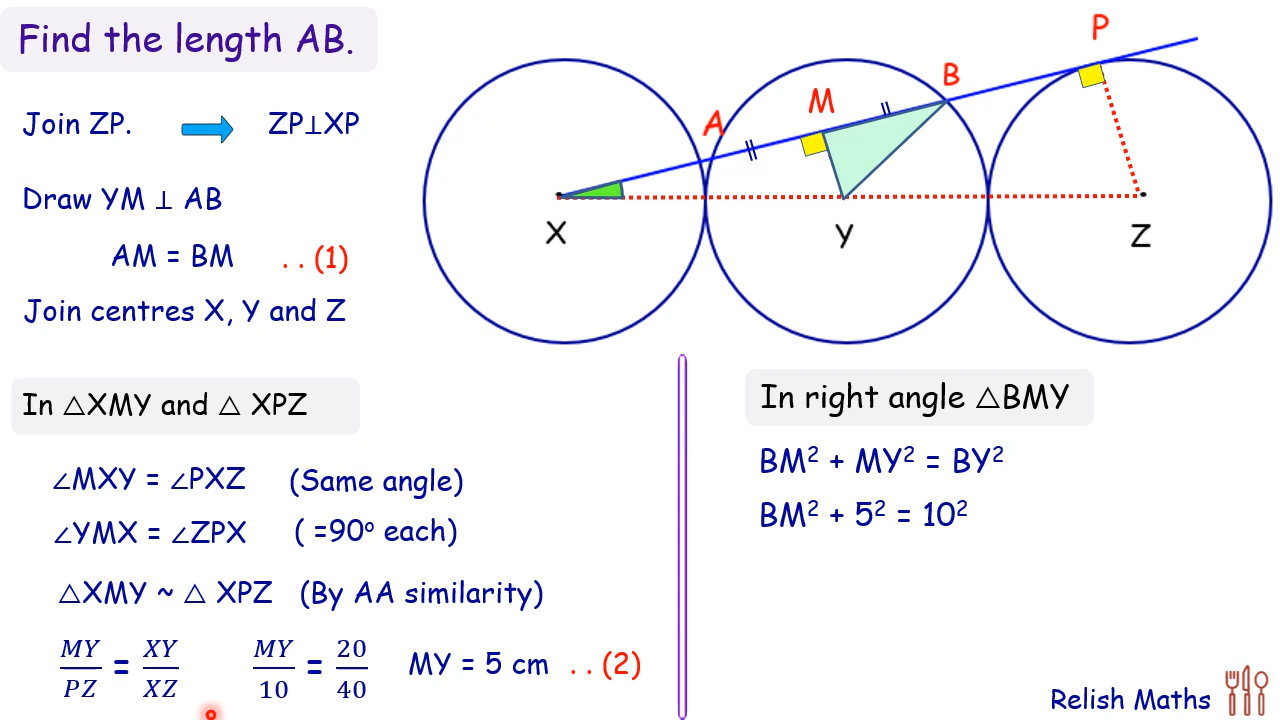 Find the length AB.
Join ZP. ZP⊥XP
Draw YM ⊥ AB
AM = BM . . (1)
Join centres X, Y and Z
P
B
M
A
X
Y
Z
In △XMY and △ XPZ
∠MXY = ∠PXZ (Same angle)
∠YMX = ∠ZPX ( =90° each)
△XMY ~ △ XPZ (By AA similarity)
MY/PZ = XY/XZ MY/10 = 20/40 MY = 5 cm . . (2)
In right angle △BMY
BM² + MY² = BY²
BM² + 5² = 10²
Relish Maths